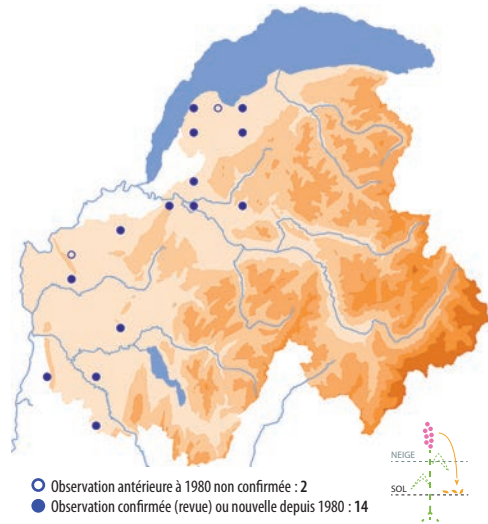 NEIGE
SOL
Observation antérieure à 1980 non confirmée : 2
Observation confirmée (revue) ou nouvelle depuis 1980 : 14